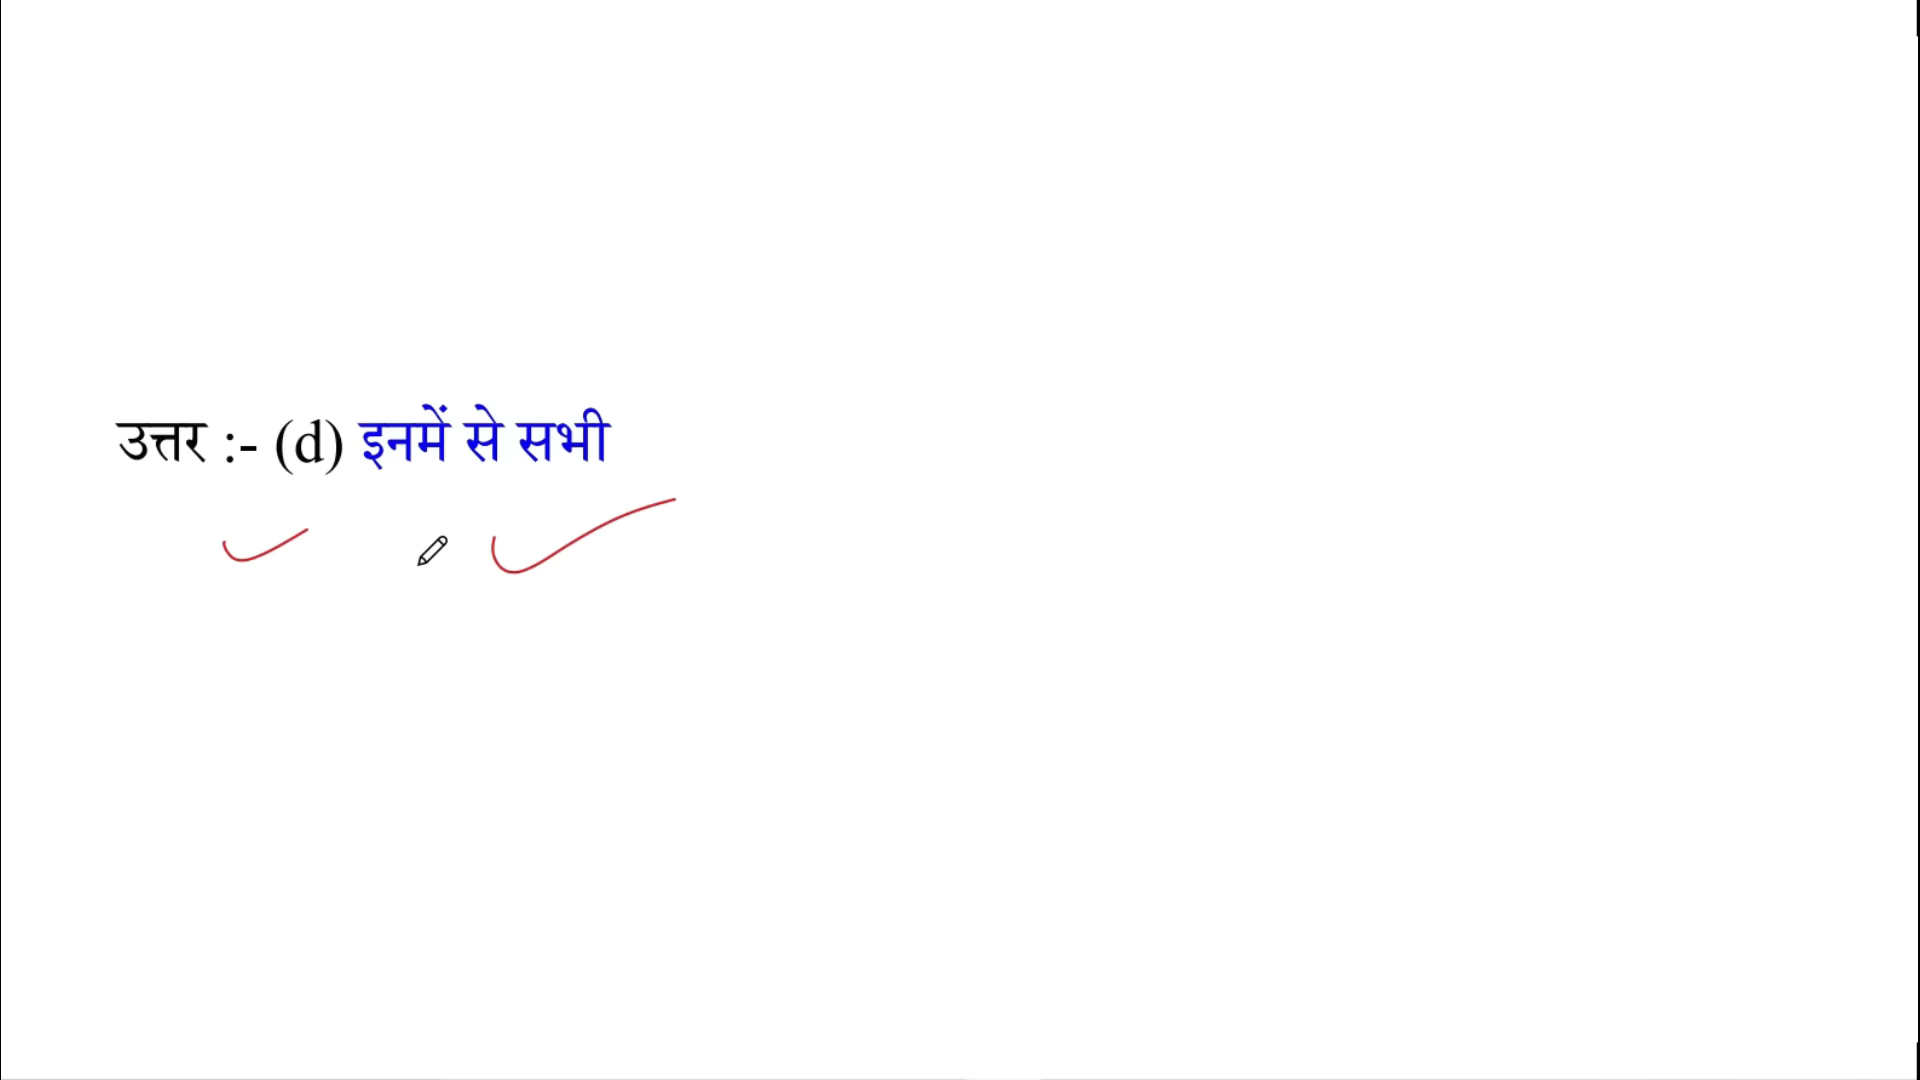 उत्तर :- (d) इनमें से सभी